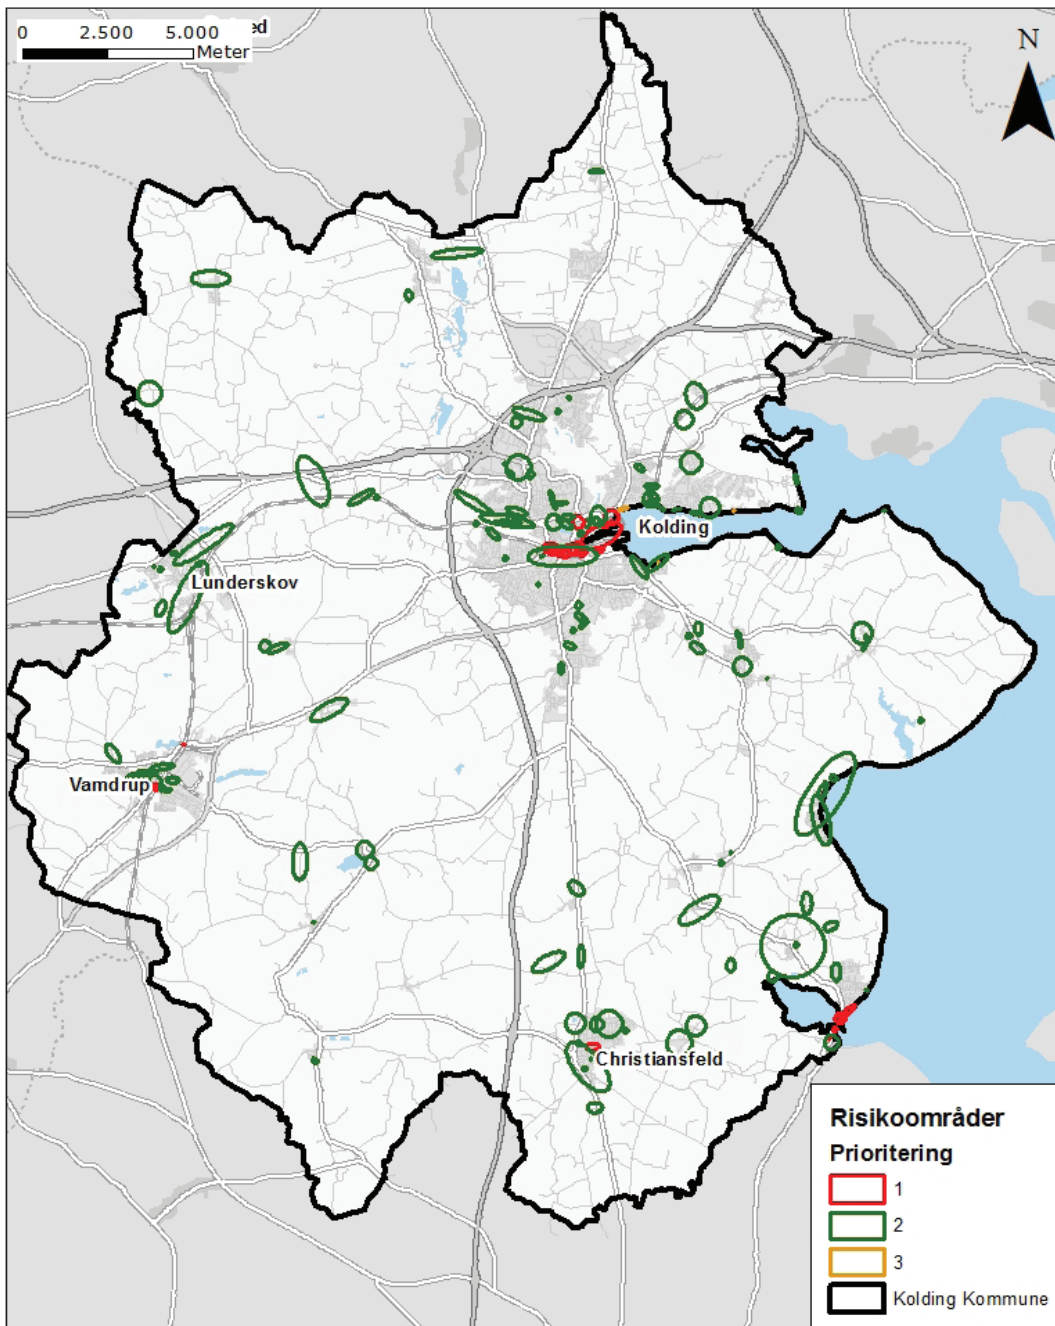 0 2.500 5.000
Meter
N
Kolding
Lunderskov
Vamdrup
Christiansfeld
Risikoområder
Prioritering
1
2
3
Kolding Kommune